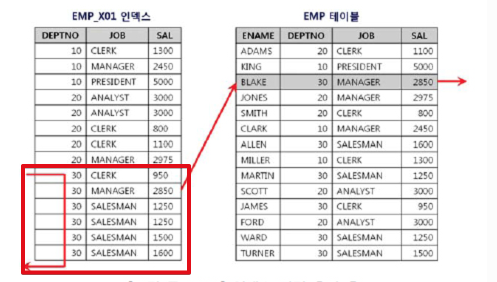 EMP_X01 인덱스
DEPTNO JOB SAL
10 CLERK 1300
10 MANAGER 2450
10 PRESIDENT 5000
20 ANALYST 3000
20 ANALYST 3000
20 CLERK 800
20 CLERK 1100
20 MANAGER 2975
30 CLERK 950
30 MANAGER 2850
30 SALESMAN 1250
30 SALESMAN 1250
30 SALESMAN 1500
30 SALESMAN 1600
EMP 테이블
ENAME DEPTNO JOB SAL
ADAMS 20 CLERK 1100
KING 10 PRESIDENT 5000
BLAKE 30 MANAGER 2850
JONES 20 MANAGER 2975
SMITH 20 CLERK 800
CLARK 10 MANAGER 2450
ALLEN 30 SALESMAN 1600
MILLER 10 CLERK 1300
MARTIN 30 SALESMAN 1250
SCOTT 20 ANALYST 3000
JAMES 30 CLERK 950
FORD 20 ANALYST 3000
WARD 30 SALESMAN 1250
TURNER 30 SALESMAN 1500